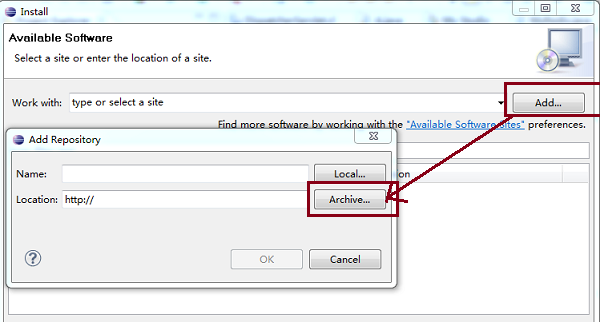 Install
Available Software
Select a site or enter the location of a site.
Work with: type or select a site Add...
Find more software by working with the "Available Software Sites" preferences.
Add Repository
on
Name: Local...
Location: http:// Archive...
OK Cancel